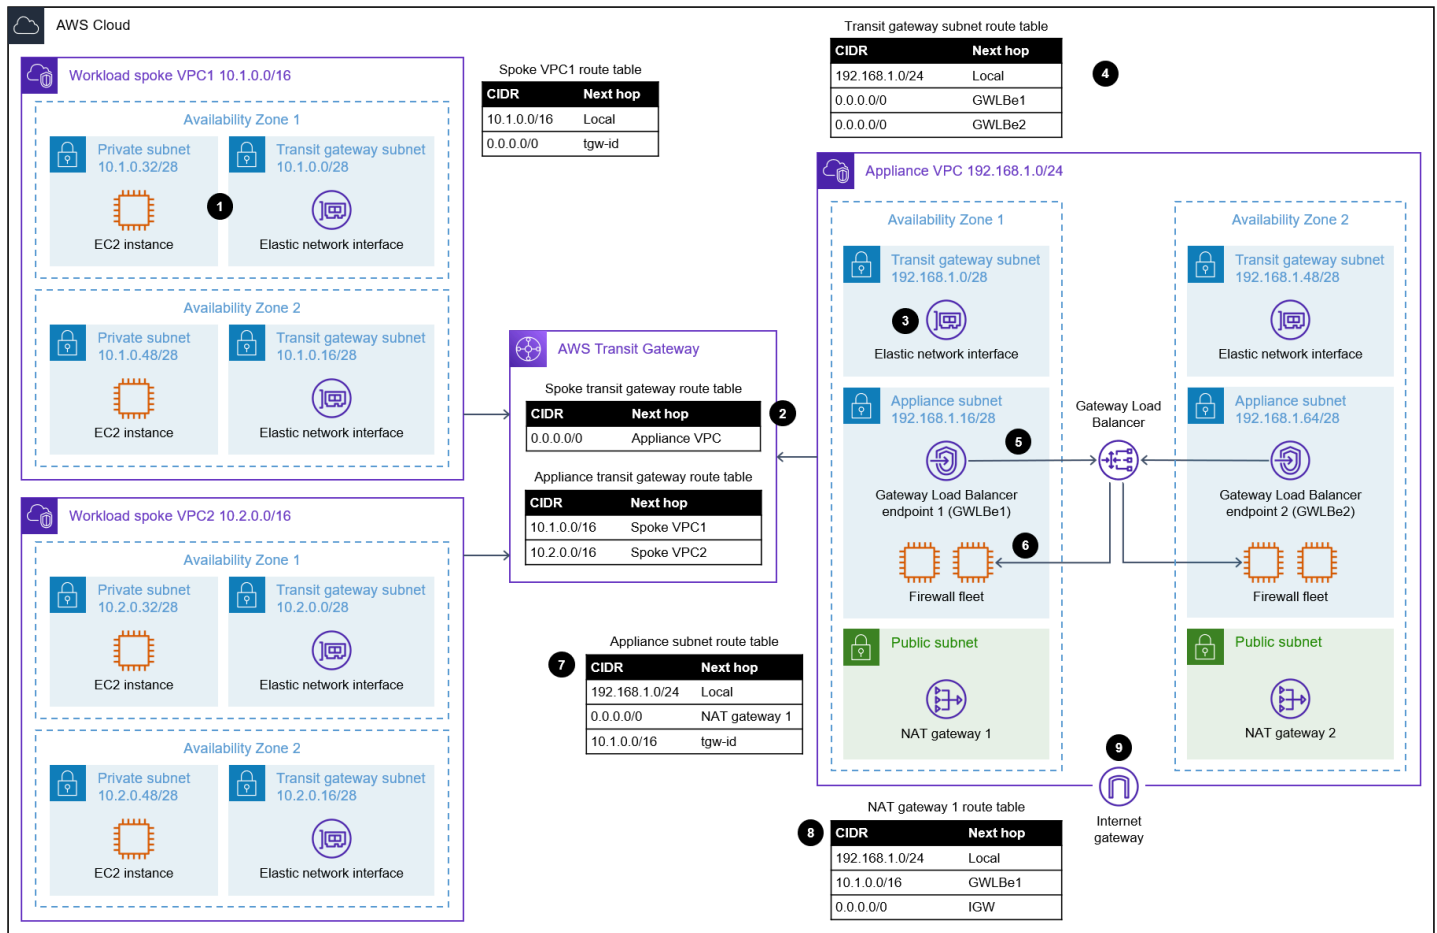 AWS Cloud
Workload spoke VPC1 10.1.0.0/16
Availability Zone 1
Private subnet
10.1.0.32/28
EC2 instance
1
Transit gateway subnet
10.1.0.0/28
Elastic network interface
Availability Zone 2
Private subnet
10.1.0.48/28
EC2 instance
Transit gateway subnet
10.1.0.16/28
Elastic network interface
Workload spoke VPC2 10.2.0.0/16
Availability Zone 1
Private subnet
10.2.0.32/28
EC2 instance
Transit gateway subnet
10.2.0.0/28
Elastic network interface
Availability Zone 2
Private subnet
10.2.0.48/28
EC2 instance
Transit gateway subnet
10.2.0.16/28
Elastic network interface
Spoke VPC1 route table
CIDR Next hop
10.1.0.0/16 Local
0.0.0.0/0 tgw-id
AWS Transit Gateway
Spoke transit gateway route table
CIDR Next hop
2
0.0.0.0/0 Appliance VPC
Appliance transit gateway route table
CIDR Next hop
10.1.0.0/16 Spoke VPC1
10.2.0.0/16 Spoke VPC2
Appliance subnet route table
7
CIDR Next hop
192.168.1.0/24 Local
0.0.0.0/0 NAT gateway 1
10.1.0.0/16 tgw-id
Transit gateway subnet route table
CIDR Next hop
192.168.1.0/24 Local
4
0.0.0.0/0 GWLBe1
0.0.0.0/0 GWLBe2
Appliance VPC 192.168.1.0/24
Availability Zone 1
Transit gateway subnet
192.168.1.0/28
3
Elastic network interface
Appliance subnet
192.168.1.16/28
5
Gateway Load Balancer
endpoint 1 (GWLBe1)
6
Firewall fleet
Public subnet
NAT gateway 1
Gateway Load
Balancer
Availability Zone 2
Transit gateway subnet
192.168.1.48/28
Elastic network interface
Appliance subnet
192.168.1.64/28
Gateway Load Balancer
endpoint 2 (GWLBe2)
Firewall fleet
Public subnet
NAT gateway 2
9
Internet
gateway
NAT gateway 1 route table
8
CIDR Next hop
192.168.1.0/24 Local
10.1.0.0/16 GWLBe1
0.0.0.0/0 IGW